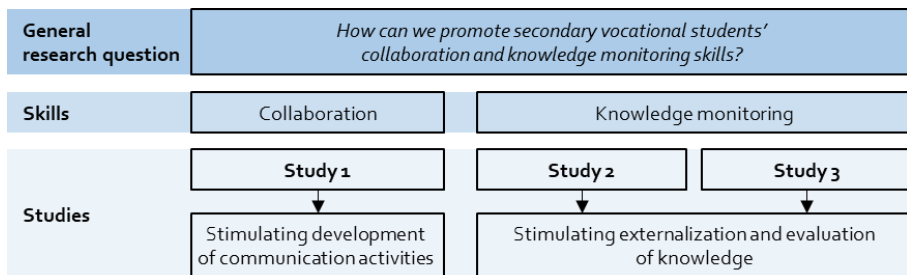 General
research question
How can we promote secondary vocational students’
collaboration and knowledge monitoring skills?
Skills
Collaboration
Knowledge monitoring
Studies
Study 1
Study 2
Study 3
Stimulating development
of communication activities
Stimulating externalization and evaluation
of knowledge